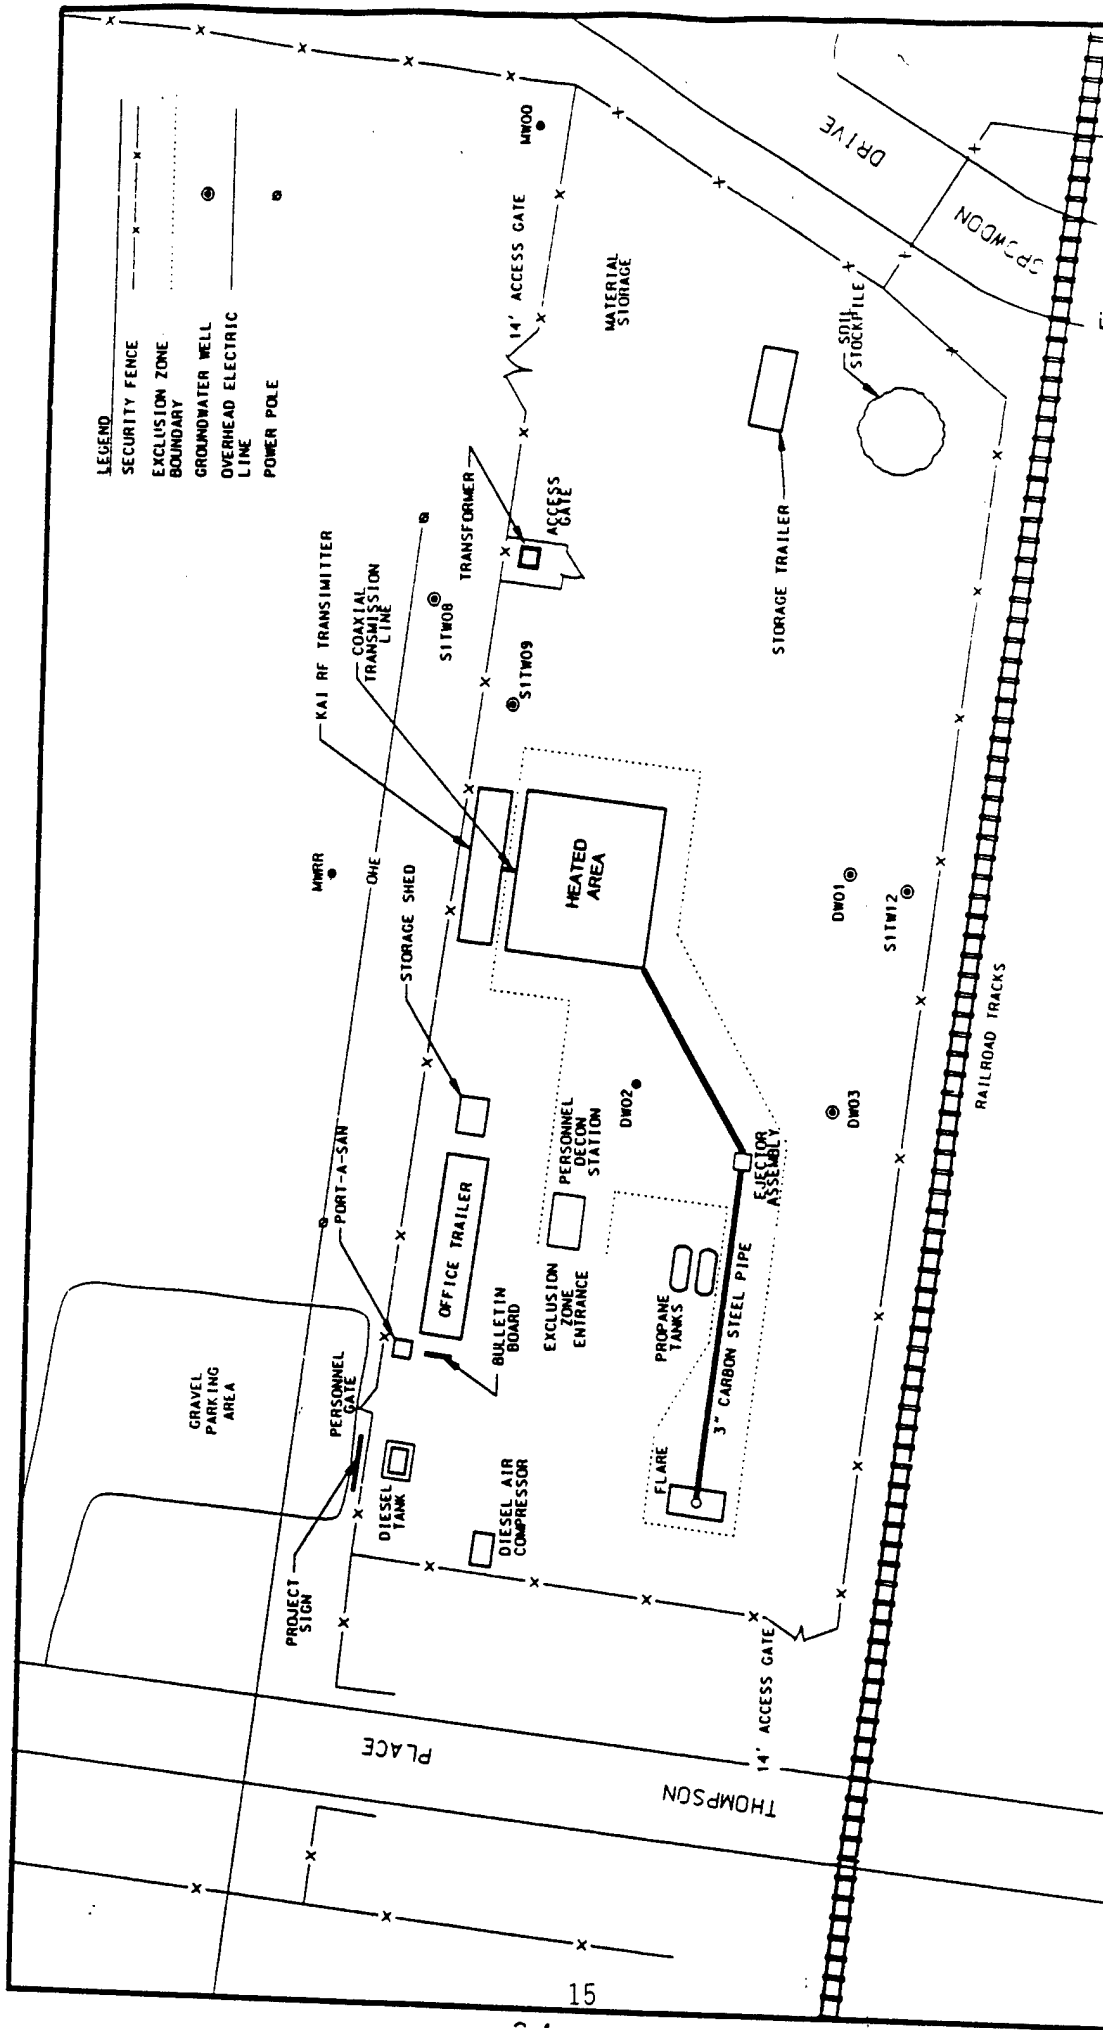 LEGEND
SECURITY FENCE
EXCLUSION ZONE
BOUNDARY
GROUNDWATER WELL
OVERHEAD ELECTRIC
LINE
POWER POLE
MW00
14' ACCESS GATE
MATERIAL
STORAGE
DRIVE
SOIL
STOCKPILE
STORAGE TRAILER
TRANSFORMER
ACCESS
GATE
KAI RF TRANSIMITTER
COAXIAL
TRANSMISSION
LINE
S1TW08
S1TW09
MWRR
OHE
STORAGE SHED
HEATED
AREA
DW01
S1TW12
RAILROAD TRACKS
DW03
DW02
PERSONNEL
DECON
STATION
EJECTOR
ASSEMBLY
PORT-A-SAN
OFFICE TRAILER
BULLETIN
BOARD
EXCLUSION
ZONE
ENTRANCE
PROPANE
TANKS
3" CARBON STEEL PIPE
FLARE
GRAVEL
PARKING
AREA
PERSONNEL
GATE
DIESEL
TANK
DIESEL AIR
COMPRESSOR
PROJECT
SIGN
14' ACCESS GATE
THOMPSON
PLACE
15